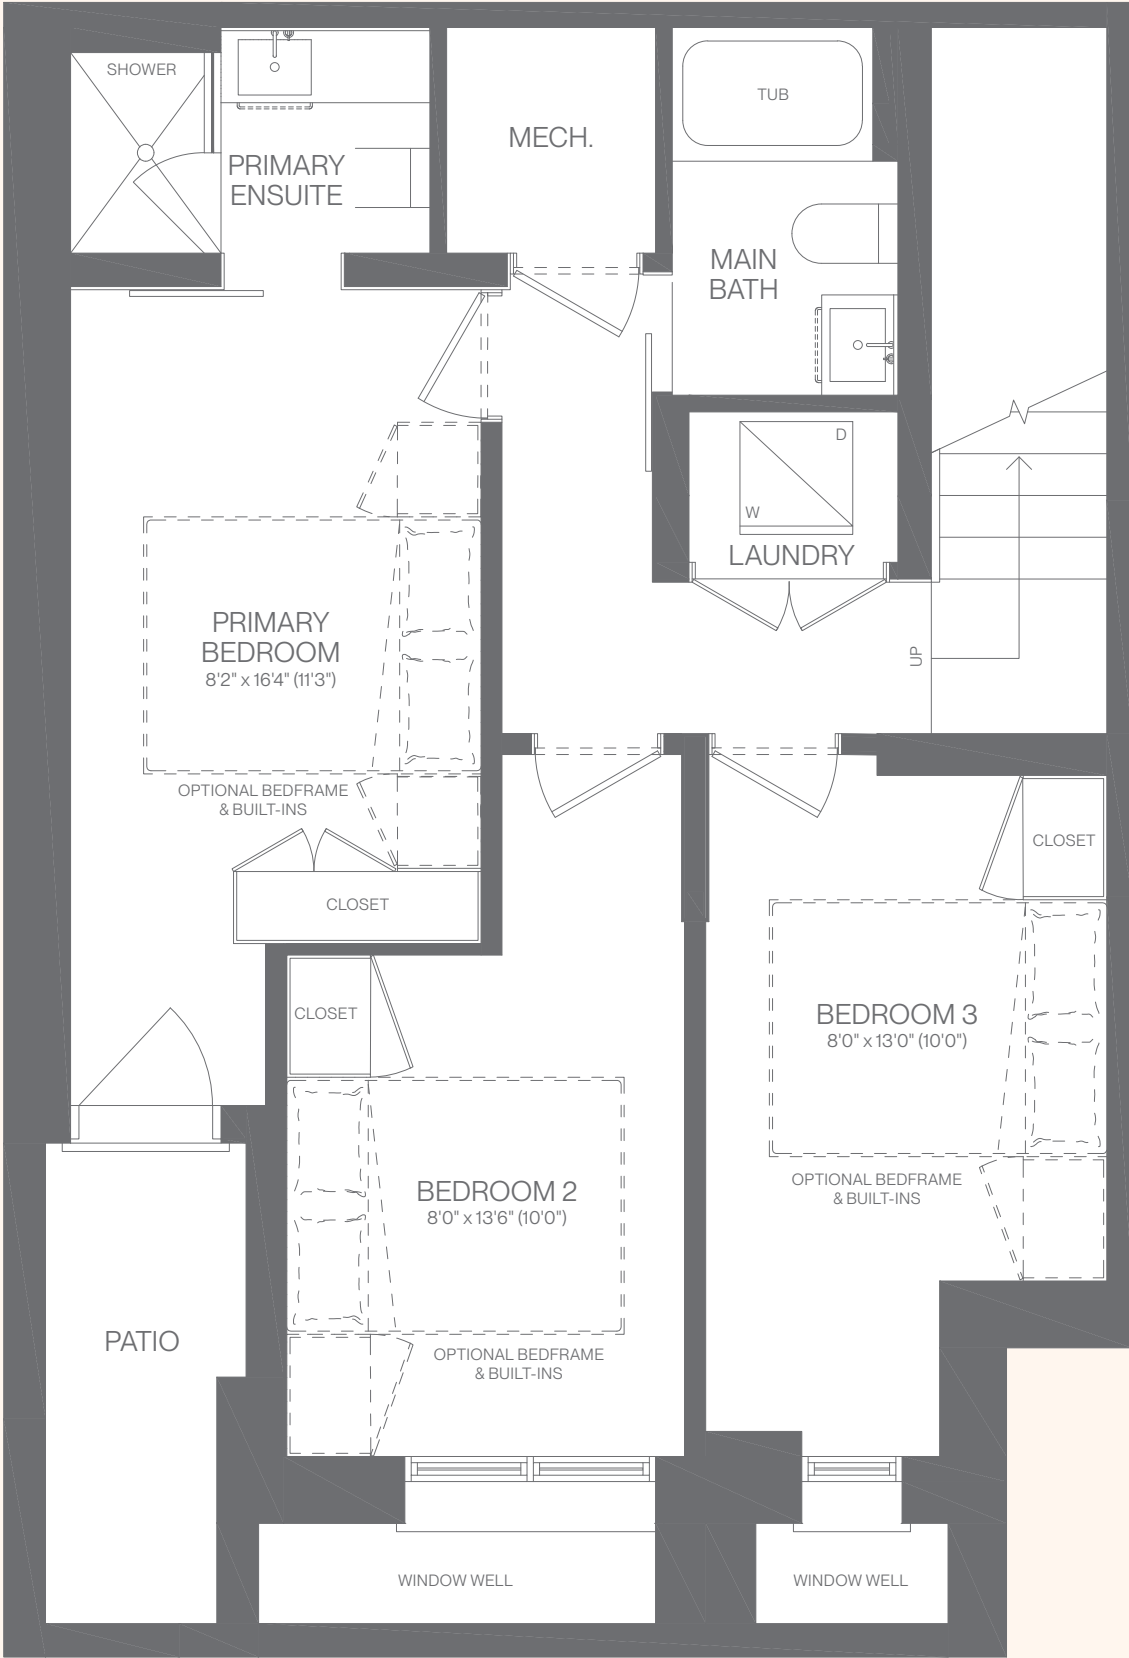 SHOWER
PRIMARY
ENSUITE
MECH.
TUB
MAIN
BATH
D
W
LAUNDRY
UP
PRIMARY
BEDROOM
8'2" x 16'4" (11'3")
OPTIONAL BEDFRAME
& BUILT-INS
CLOSET
CLOSET
CLOSET
BEDROOM 3
8'0" x 13'0" (10'0")
OPTIONAL BEDFRAME
& BUILT-INS
BEDROOM 2
8'0" x 13'6" (10'0")
OPTIONAL BEDFRAME
& BUILT-INS
PATIO
WINDOW WELL
WINDOW WELL